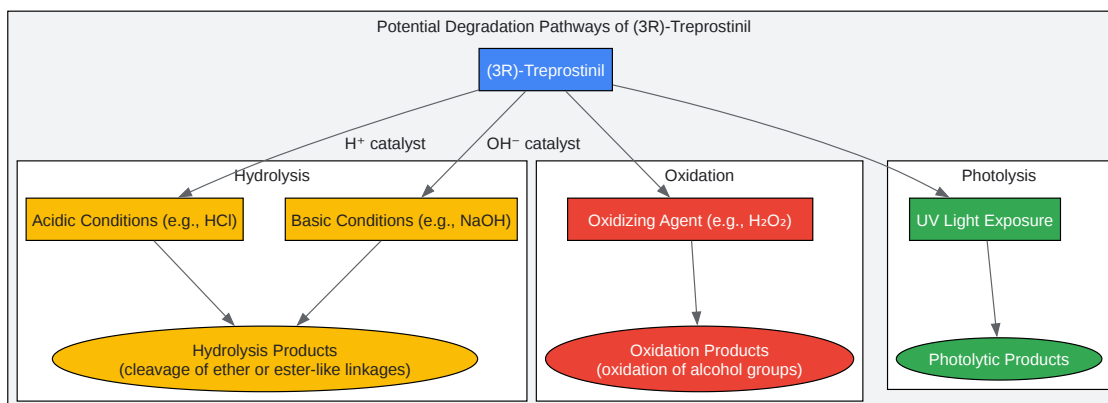 Potential Degradation Pathways of (3R)-Treprostinil
(3R)-Treprostinil
H⁺ catalyst
OH⁻ catalyst
Hydrolysis
Oxidation
Photolysis
Acidic Conditions (e.g., HCl)
Basic Conditions (e.g., NaOH)
Oxidizing Agent (e.g., H₂O₂)
UV Light Exposure
Hydrolysis Products
(cleavage of ether or ester-like linkages)
Oxidation Products
(oxidation of alcohol groups)
Photolytic Products